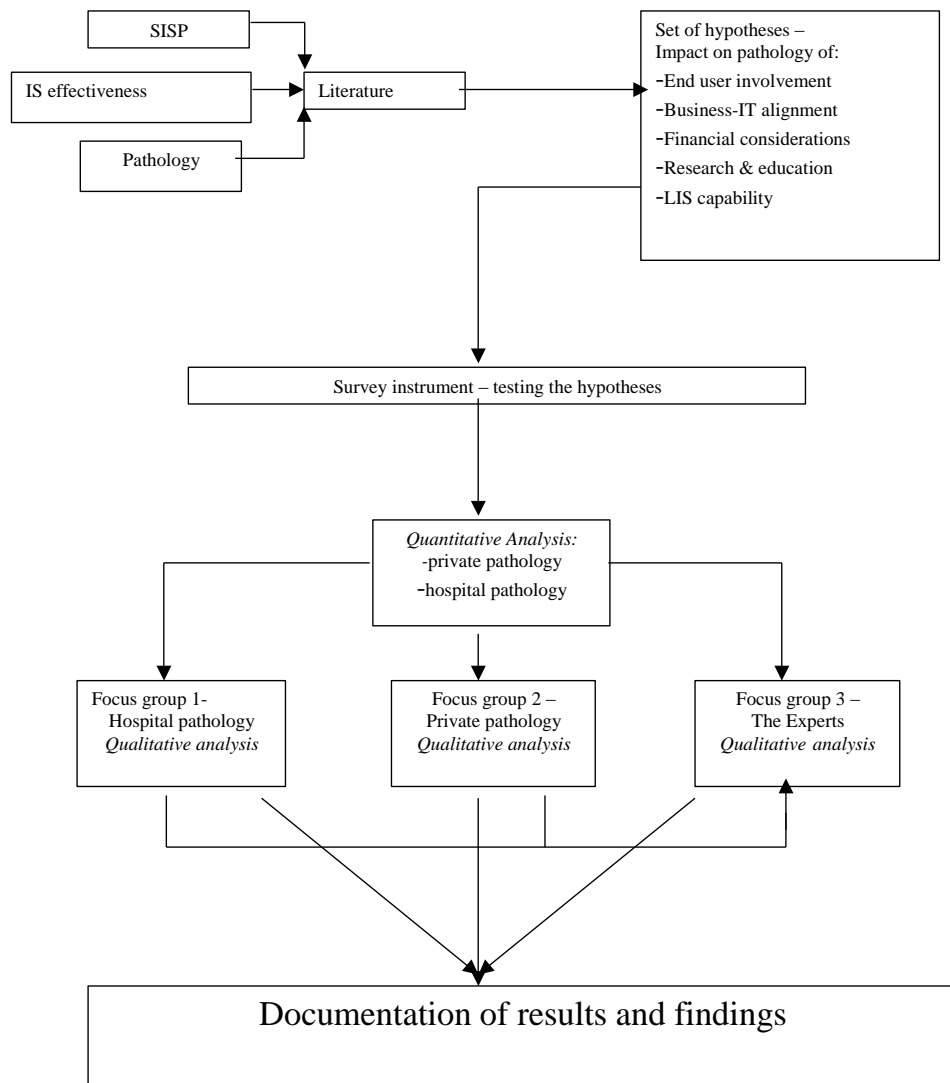 SISP
IS effectiveness
Literature
Pathology
Set of hypotheses –
Impact on pathology of:
-End user involvement
-Business-IT alignment
-Financial considerations
-Research & education
-LIS capability
Survey instrument – testing the hypotheses
Quantitative Analysis:
-private pathology
-hospital pathology
Focus group 1-
Hospital pathology
Qualitative analysis
Focus group 2 –
Private pathology
Qualitative analysis
Focus group 3 –
The Experts
Qualitative analysis
Documentation of results and findings